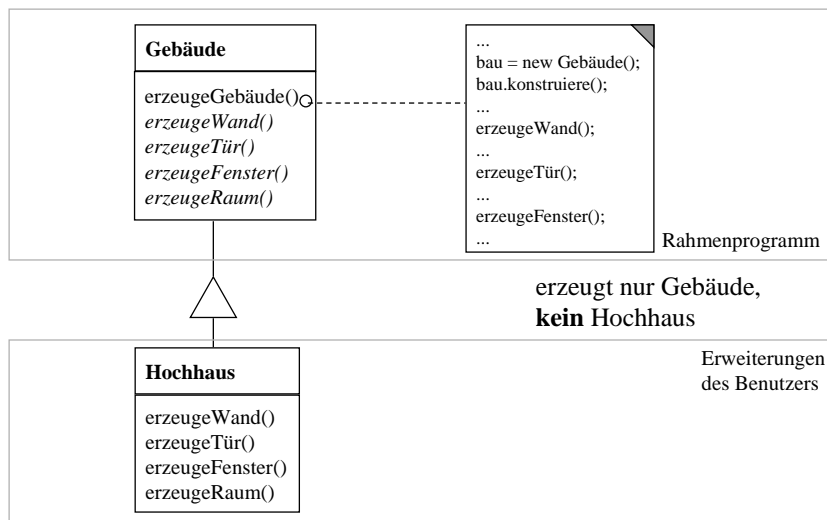 Gebäude
erzeugeGebäude()
erzeugeWand()
erzeugeTür()
erzeugeFenster()
erzeugeRaum()
...
bau = new Gebäude();
bau.konstruiere();
...
erzeugeWand();
...
erzeugeTür();
...
erzeugeFenster();
...
Rahmenprogramm
erzeugt nur Gebäude,
kein Hochhaus
Erweiterungen
des Benutzers
Hochhaus
erzeugeWand()
erzeugeTür()
erzeugeFenster()
erzeugeRaum()